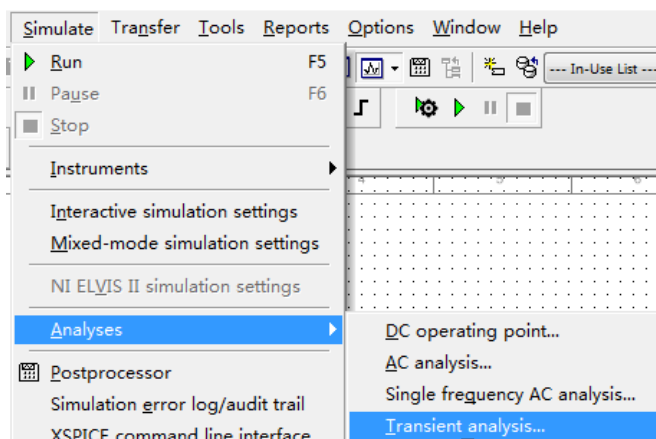 Simulate Transfer Tools Reports Options Window Help
Run F5
Pause F6
Stop
--- In-Use List ---
Instruments
Interactive simulation settings
Mixed-mode simulation settings
NI ELVIS II simulation settings
Analyses
DC operating point...
AC analysis...
Postprocessor
Single frequency AC analysis...
Simulation error log/audit trail
Transient analysis...
XSPICE command line interface